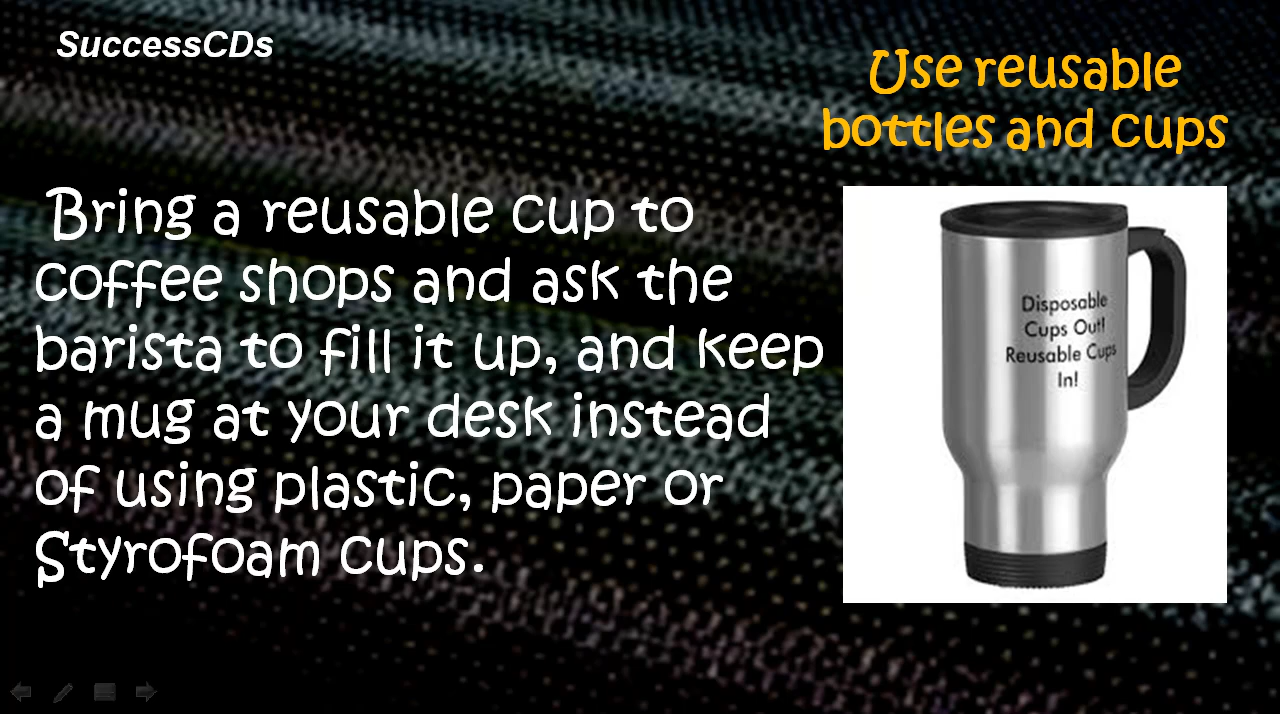 SuccessCDs
Use reusable
bottles and cups
Bring a reusable cup to
coffee shops and ask the
barista to fill it up, and keep
a mug at your desk instead
of using plastic, paper or
Styrofoam cups.
Disposable
Cups Out!
Reusable Cups
In!